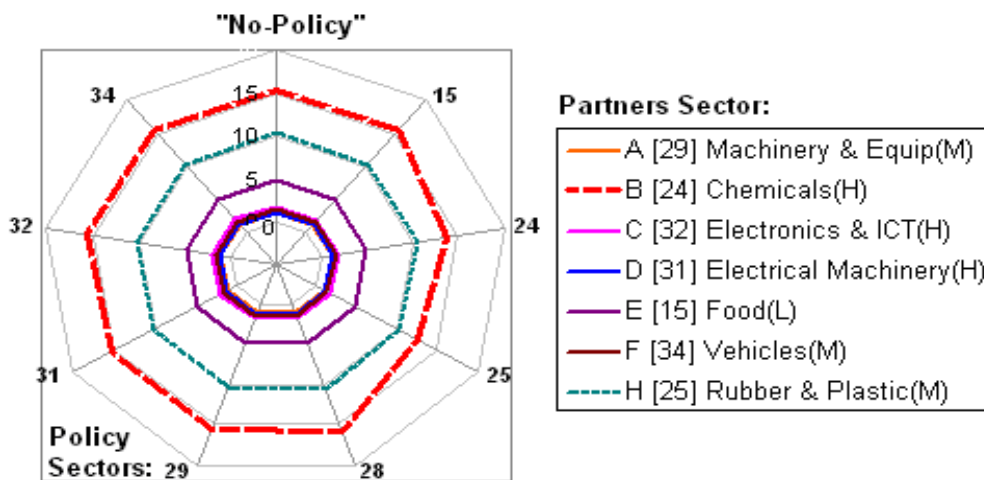 "No-Policy"
34
15
15
10
5
0
32
24
31
25
29
28
Policy
Sectors:
Partners Sector:
A [29] Machinery & Equip(M)
B [24] Chemicals(H)
C [32] Electronics & ICT(H)
D [31] Electrical Machinery(H)
E [15] Food(L)
F [34] Vehicles(M)
H [25] Rubber & Plastic(M)